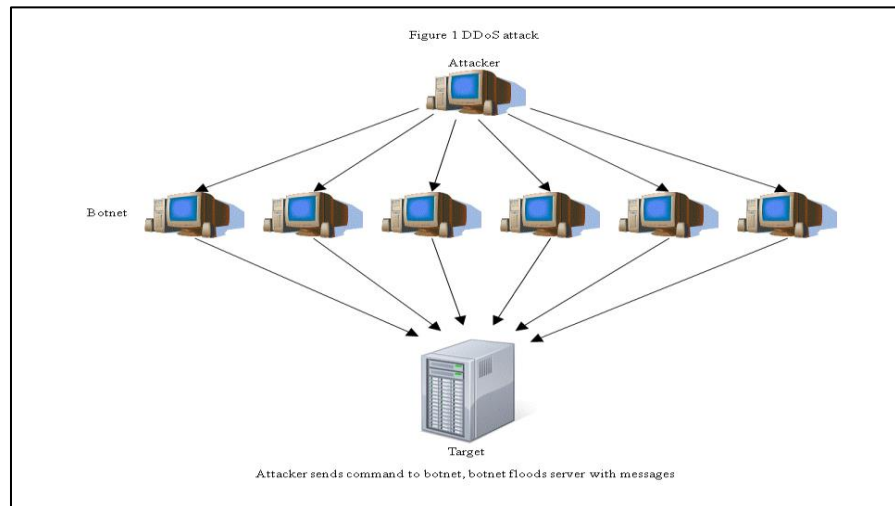 Figure 1 DDoS attack
Attacker
Botnet
Target
Attacker sends command to botnet, botnet floods server with messages